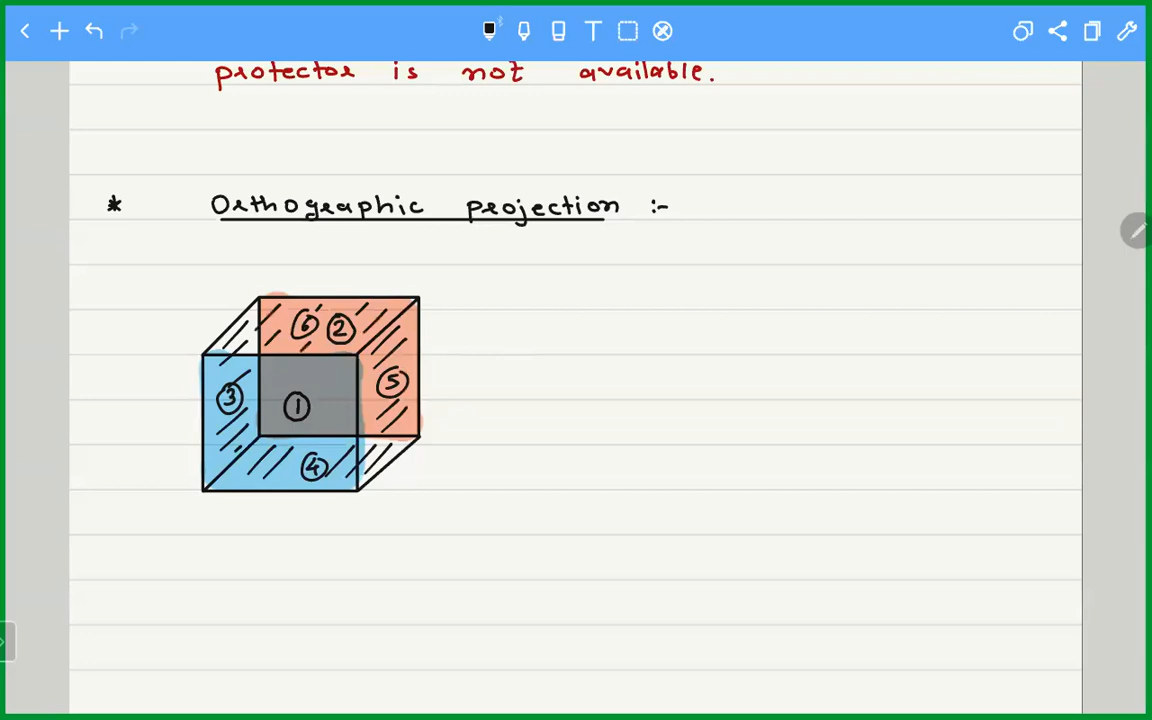 protector is not available.
* Orthographic projection :-
⑥ ②
③ ⑤
①
④